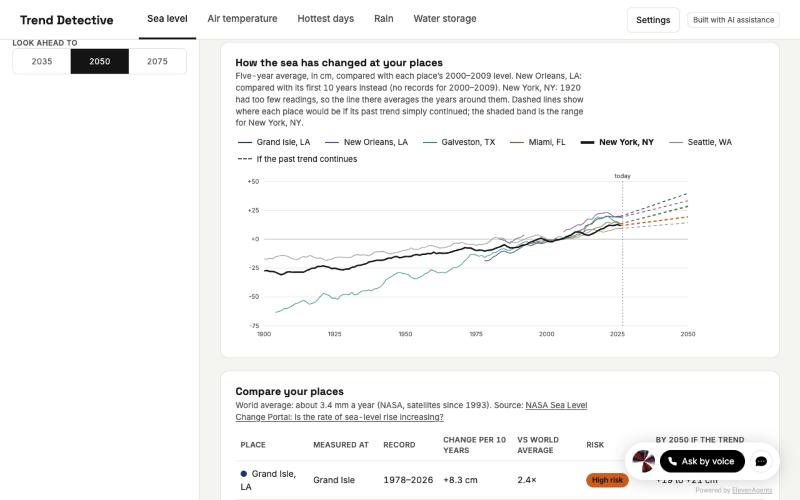 Trend Detective
Sea level
Air temperature
Hottest days
Rain
Water storage
Settings
Built with AI assistance
LOOK AHEAD TO
2035
2050
2075
How the sea has changed at your places
Five-year average, in cm, compared with each place's 2000–2009 level. New Orleans, LA:
compared with its first 10 years instead (no records for 2000–2009). New York, NY: 1920
had too few readings, so the line there averages the years around them. Dashed lines show
where each place would be if its past trend simply continued; the shaded band is the range
for New York, NY.
Grand Isle, LA
New Orleans, LA
Galveston, TX
Miami, FL
New York, NY
Seattle, WA
If the past trend continues
today
+50
+25
+0
-25
-50
-75
1900
1925
1950
1975
2000
2025
2050
Compare your places
World average: about 3.4 mm a year (NASA, satellites since 1993). Source: NASA Sea Level
Change Portal: Is the rate of sea-level rise increasing?
PLACE
MEASURED AT
RECORD
CHANGE PER 10
YEARS
VS WORLD
AVERAGE
RISK
BY 2050 IF THE TREND
Grand Isle,
LA
Grand Isle
1978–2026
+8.3 cm
2.4×
High risk
+19 to +21 cm
Ask by voice
Powered by ElevenAgents